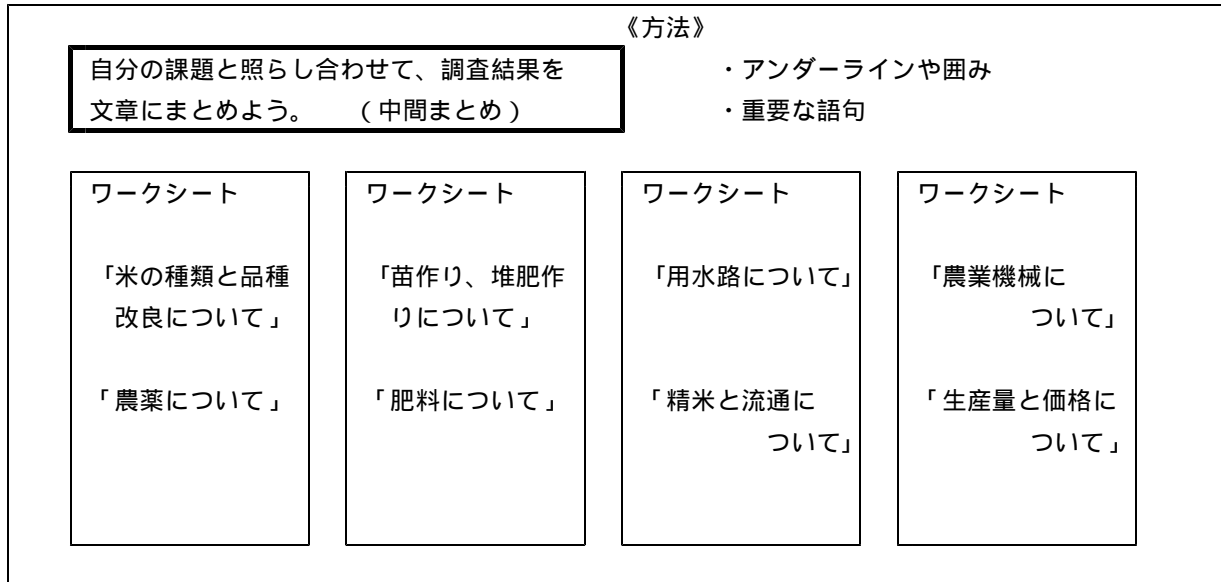 《方法》
自分の課題と照らし合わせて、調査結果を
文章にまとめよう。　（中間まとめ）
・アンダーラインや囲み
・重要な語句
ワークシート
「米の種類と品種
改良について」
「農薬について」
ワークシート
「苗作り、堆肥作
りについて」
「肥料について」
ワークシート
「用水路について」
「精米と流通に
ついて」
ワークシート
「農業機械に
ついて」
「生産量と価格に
ついて」